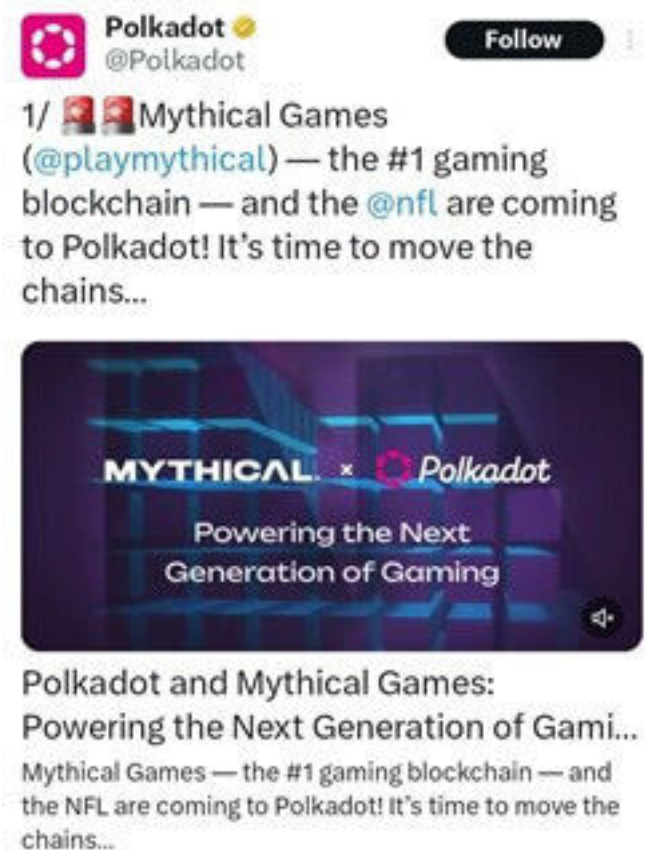 Polkadot
@Polkadot
Follow
1/ 🚨🚨Mythical Games
(@playmythical) — the #1 gaming
blockchain — and the @nfl are coming
to Polkadot! It’s time to move the
chains...
MYTHICAL. x Polkadot
Powering the Next
Generation of Gaming
Polkadot and Mythical Games:
Powering the Next Generation of Gami...
Mythical Games — the #1 gaming blockchain — and
the NFL are coming to Polkadot! It’s time to move the
chains...